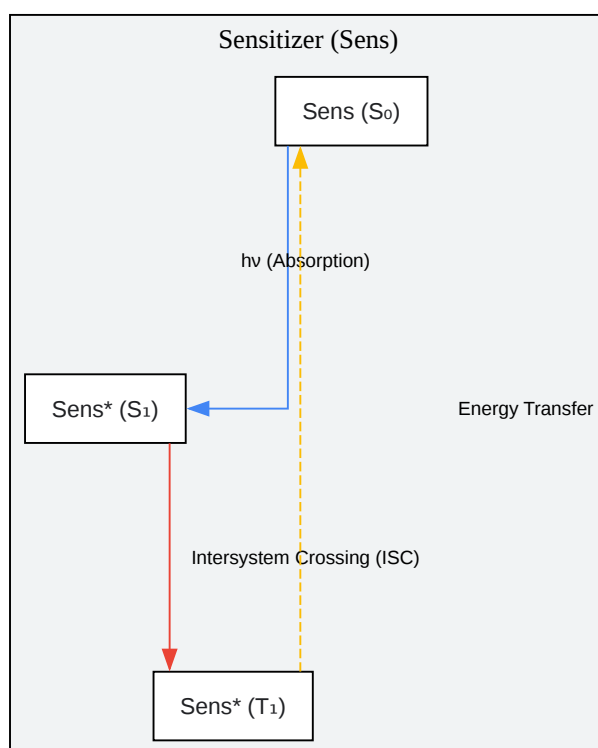 Sensitizer (Sens)
Sens (S₀)
hν (Absorption)
Sens* (S₁)
Energy Transfer
Intersystem Crossing (ISC)
Sens* (T₁)